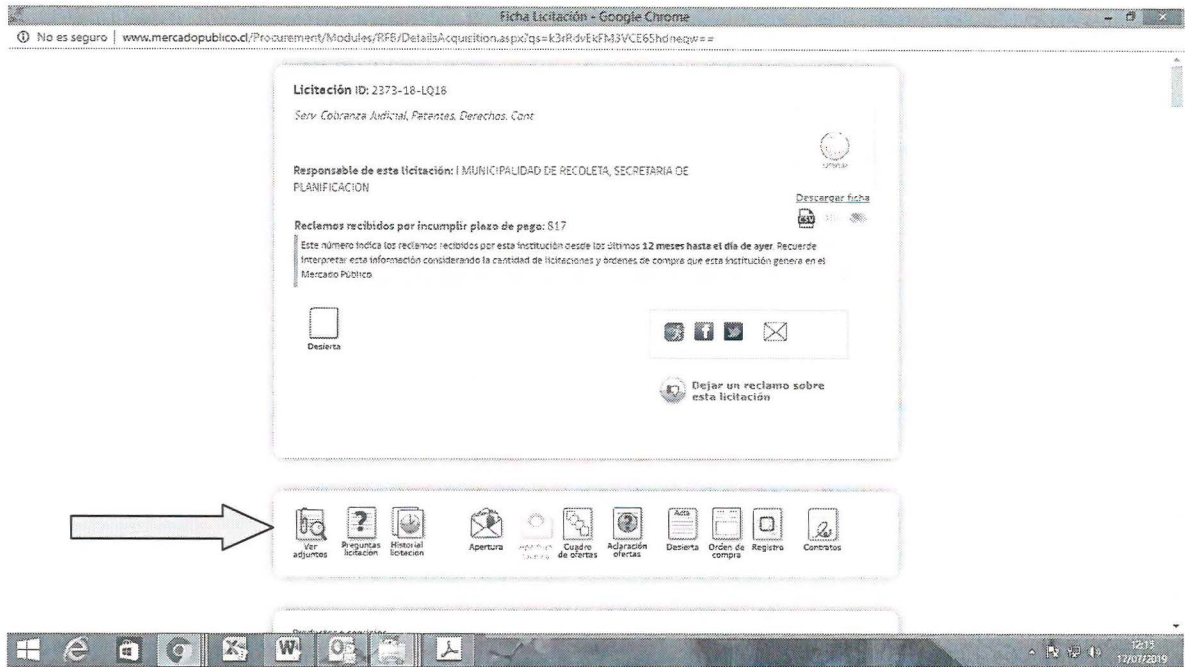 Ficha Licitación - Google Chrome
No es seguro | www.mercadopublico.cl/Procurement/Modules/RFB/DetailsAcquisition.aspx?qs=
Licitación ID: 2373-18-LQ18
Serv. Cobranza Judicial, Patentes, Derechos, Cont
Responsable de esta licitación: I MUNICIPALIDAD DE RECOLETA, SECRETARIA DE
PLANIFICACION
Descargar ficha
CSV
Reclamos recibidos por incumplir plazo de pago: 817
Este número indica los reclamos recibidos por esta institución desde los últimos 12 meses hasta el día de ayer. Recuerde
interpretar esta información considerando la cantidad de licitaciones y órdenes de compra que esta institución genera en el
Mercado Público
Desierta
Dejar un reclamo sobre
esta licitación
Ver
adjuntos
Preguntas
licitación
Historial
licitación
Apertura
Cuadro
de ofertas
Aclaración
ofertas
Acta
Desierta
Orden de
compra
Registro
Contratos
Productos o servicios
12:13
17/07/2019